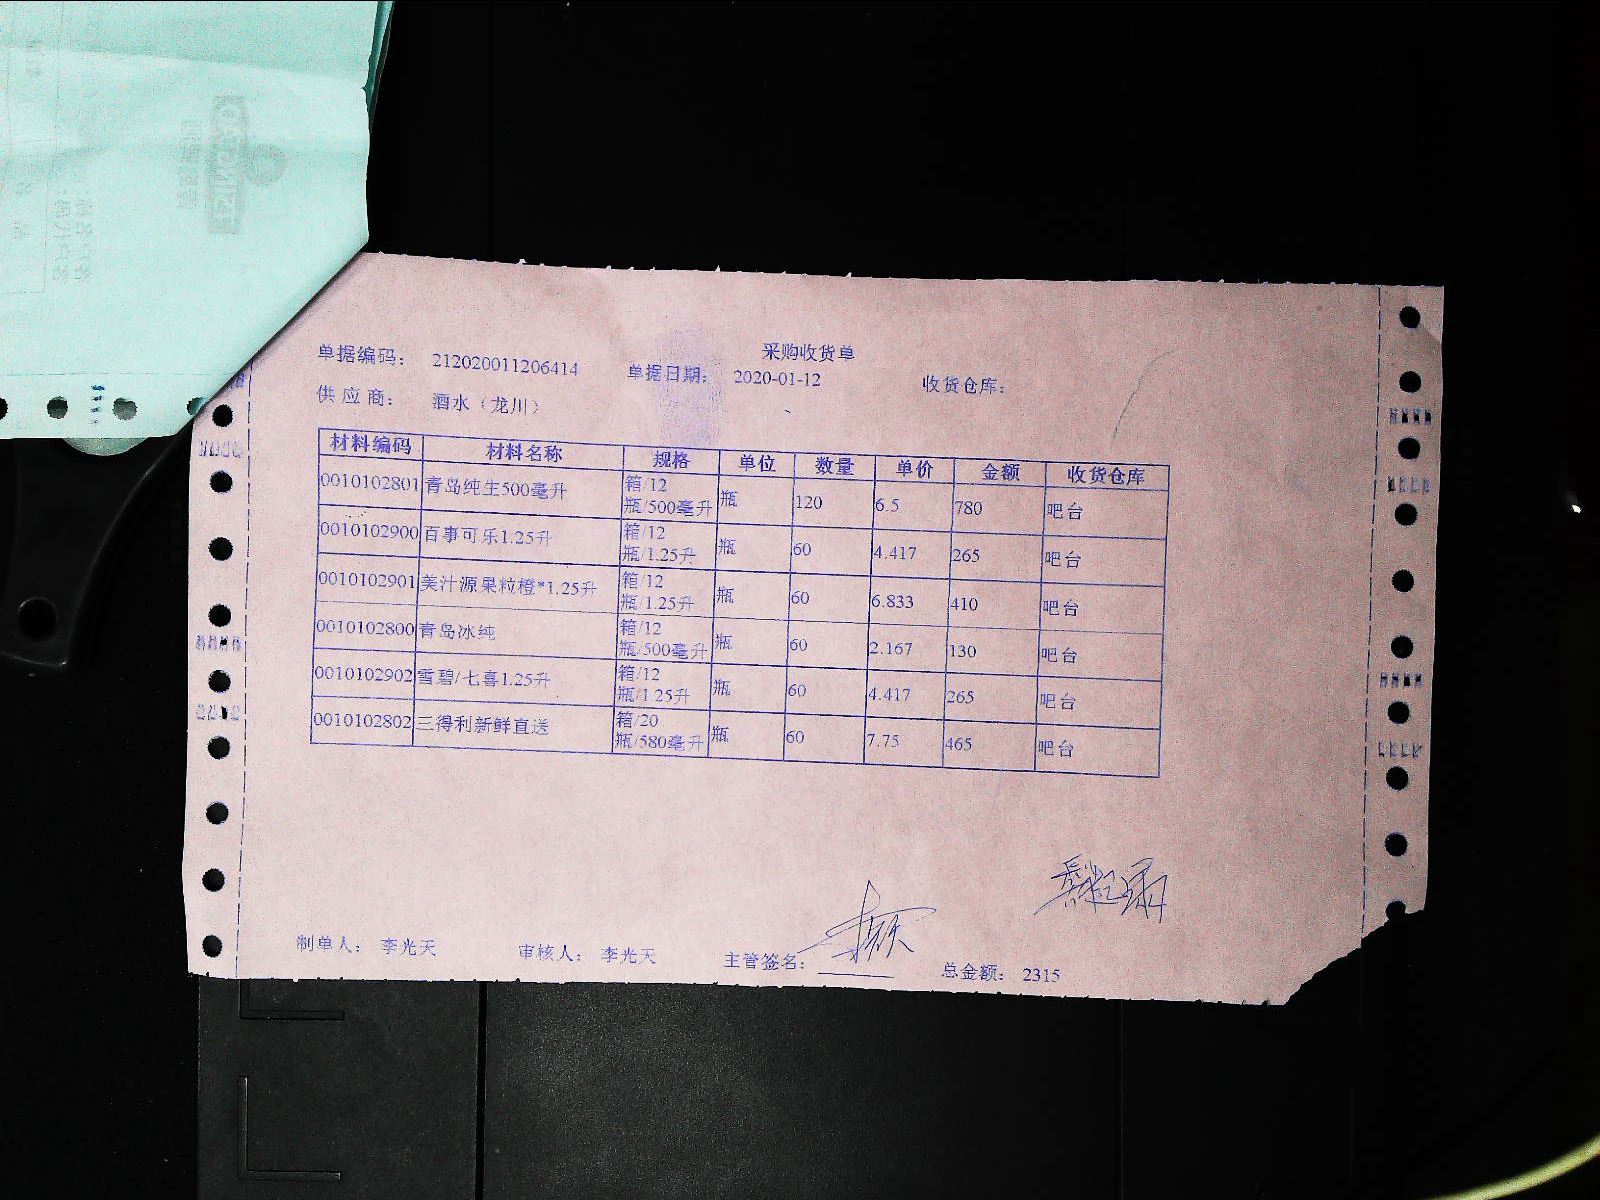 采购收货单
单据编码: 212020011206414 单据日期: 2020-01-12 收货仓库:
供应商: 酒水（龙川）
材料编码 材料名称 规格 单位 数量 单价 金额 收货仓库
0010102801 青岛纯生500毫升 箱/12瓶/500毫升 瓶 120 6.5 780 吧台
0010102900 百事可乐1.25升 箱/12瓶/1.25升 瓶 60 4.417 265 吧台
0010102901 美汁源果粒橙*1.25升 箱/12瓶/1.25升 瓶 60 6.833 410 吧台
0010102800 青岛冰纯 箱/12瓶/500毫升 瓶 60 2.167 130 吧台
0010102902 雪碧/七喜1.25升 箱/12瓶/1.25升 瓶 60 4.417 265 吧台
0010102802 三得利新鲜直送 箱/20瓶/580毫升 瓶 60 7.75 465 吧台
制单人: 李光天 审核人: 李光天 主管签名: 总金额: 2315